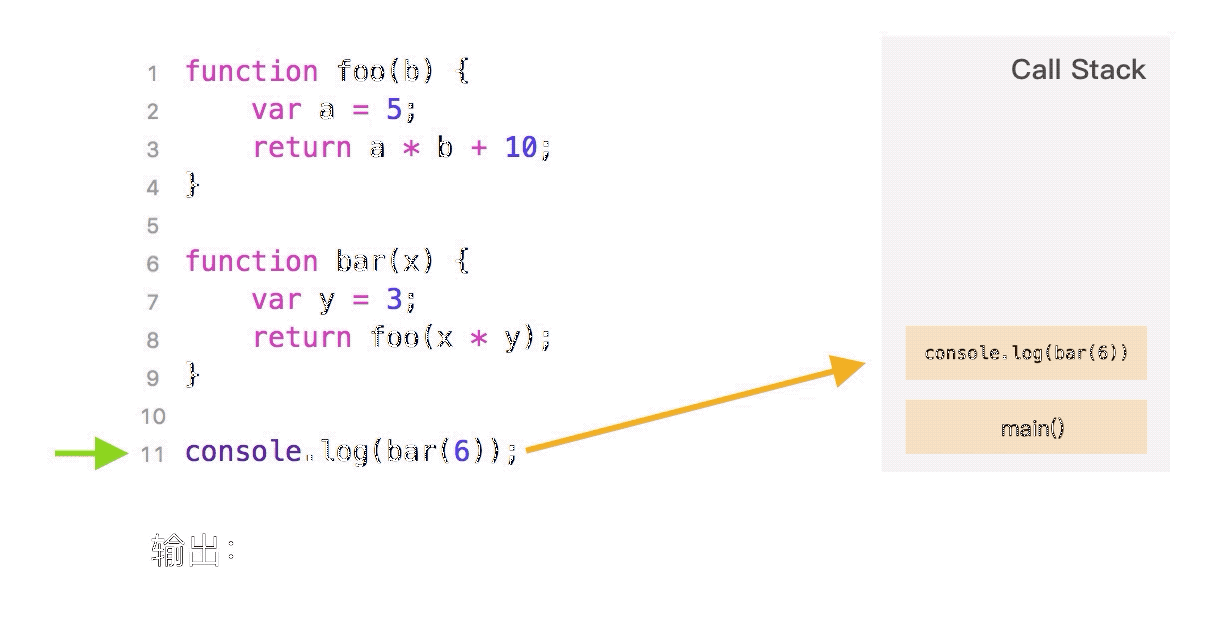 1 function foo(b) {
2 var a = 5;
3 return a * b + 10;
4 }
5
6 function bar(x) {
7 var y = 3;
8 return foo(x * y);
9 }
10
11 console.log(bar(6));
输出：
Call Stack
console.log(bar(6))
main()